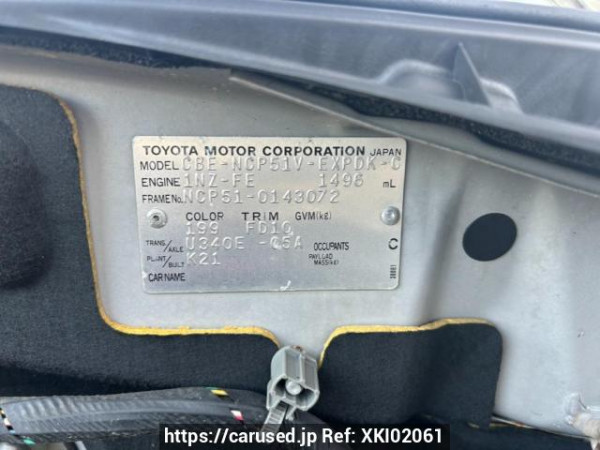 TOYOTA MOTOR CORPORATION JAPAN
MODEL CBE-NCP51V-EXPDK-C
ENGINE 1NZ-FE 1496 mL
FRAME No. NCP51-0143072
COLOR TRIM GVM(kg)
199 FD10
TRANS/AXLE U340E -05A OCCUPANTS C
PLANT/BUILT K21 PAYLOAD MASS(kg)
CAR NAME
https://carused.jp Ref: XKI02061